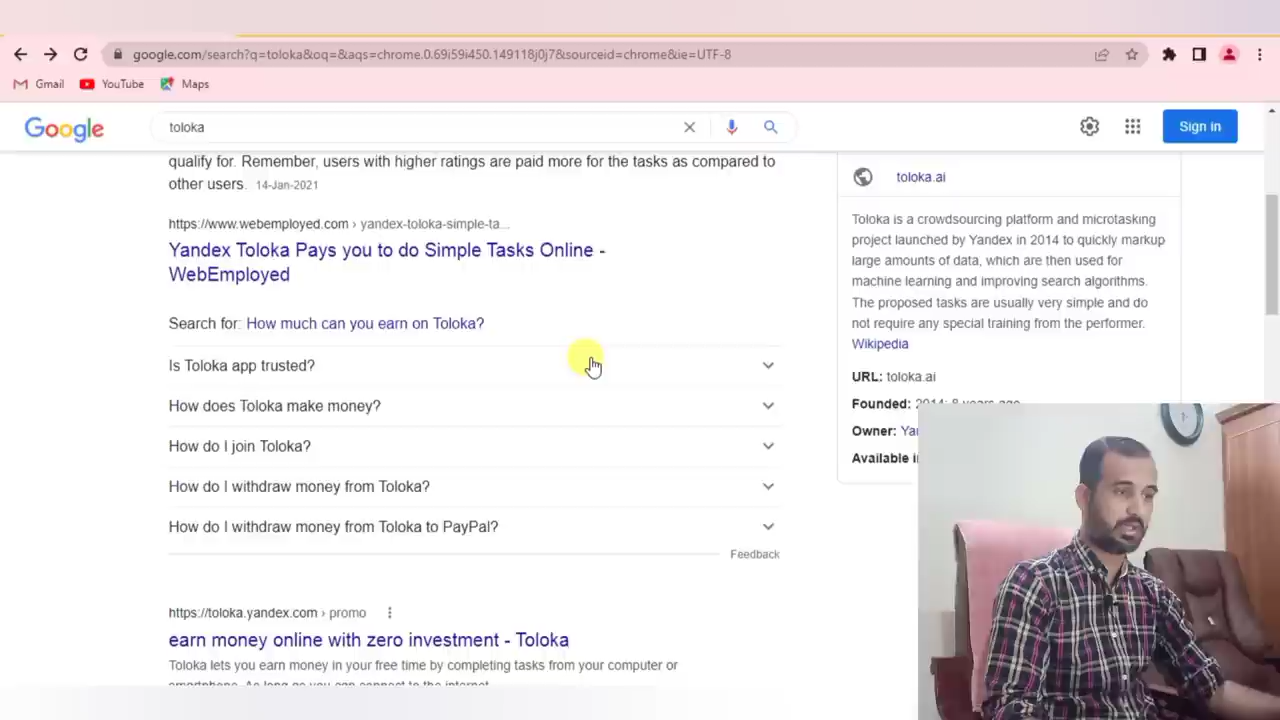 google.com/search?q=toloka&oq=&aqs=chrome.0.69i59i450.149118j0j7&sourceid=chrome&ie=UTF-8
Gmail YouTube Maps
Google toloka Sign in
qualify for. Remember, users with higher ratings are paid more for the tasks as compared to
other users. 14-Jan-2021
https://www.webemployed.com › yandex-toloka-simple-ta...
Yandex Toloka Pays you to do Simple Tasks Online -
WebEmployed
Search for: How much can you earn on Toloka?
Is Toloka app trusted?
How does Toloka make money?
How do I join Toloka?
How do I withdraw money from Toloka?
How do I withdraw money from Toloka to PayPal?
Feedback
https://toloka.yandex.com › promo
earn money online with zero investment - Toloka
Toloka lets you earn money in your free time by completing tasks from your computer or
toloka.ai
Toloka is a crowdsourcing platform and microtasking
project launched by Yandex in 2014 to quickly markup
large amounts of data, which are then used for
machine learning and improving search algorithms.
The proposed tasks are usually very simple and do
not require any special training from the performer.
Wikipedia
URL: toloka.ai
Founded: 2014; 8 years ago
Owner:
Available